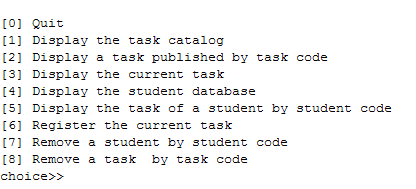 [0] Quit
[1] Display the task catalog
[2] Display a task published by task code
[3] Display the current task
[4] Display the student database
[5] Display the task of a student by student code
[6] Register the current task
[7] Remove a student by student code
[8] Remove a task  by task code
choice>>